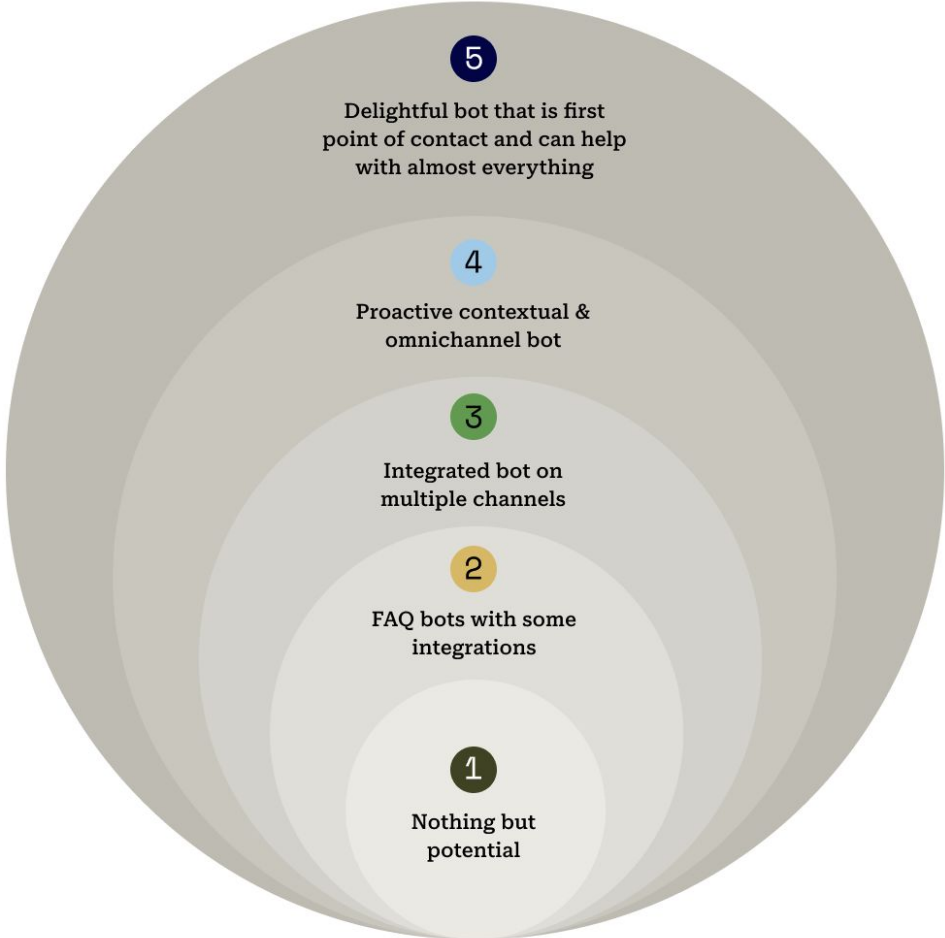 5
Delightful bot that is first
point of contact and can help
with almost everything
4
Proactive contextual &
omnichannel bot
3
Integrated bot on
multiple channels
2
FAQ bots with some
integrations
1
Nothing but
potential